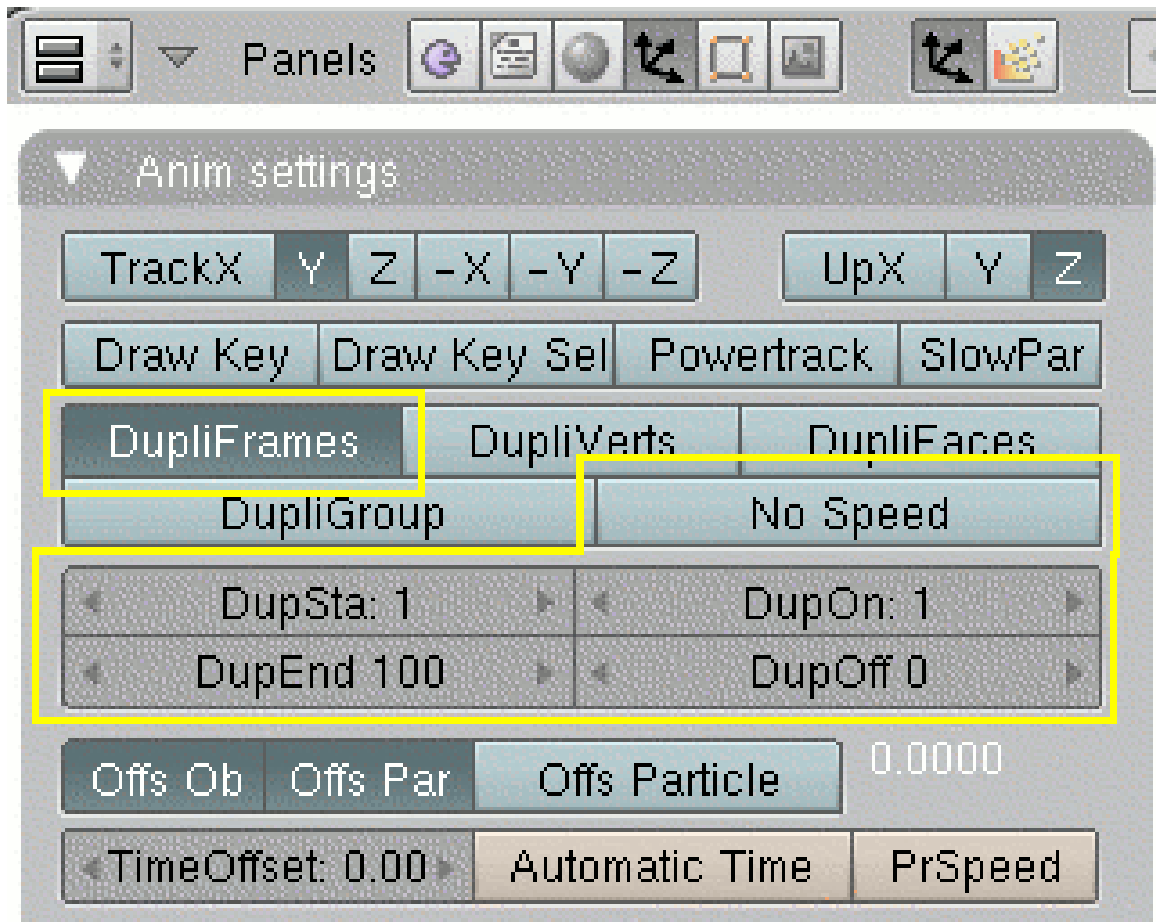 Panels
Anim settings
TrackX Y Z -X -Y -Z UpX Y Z
Draw Key Draw Key Sel Powertrack SlowPar
DupliFrames DupliVerts DupliFaces
DupliGroup No Speed
DupSta: 1 DupOn: 1
DupEnd 100 DupOff 0
Offs Ob Offs Par Offs Particle 0.0000
TimeOffset: 0.00 Automatic Time PrSpeed